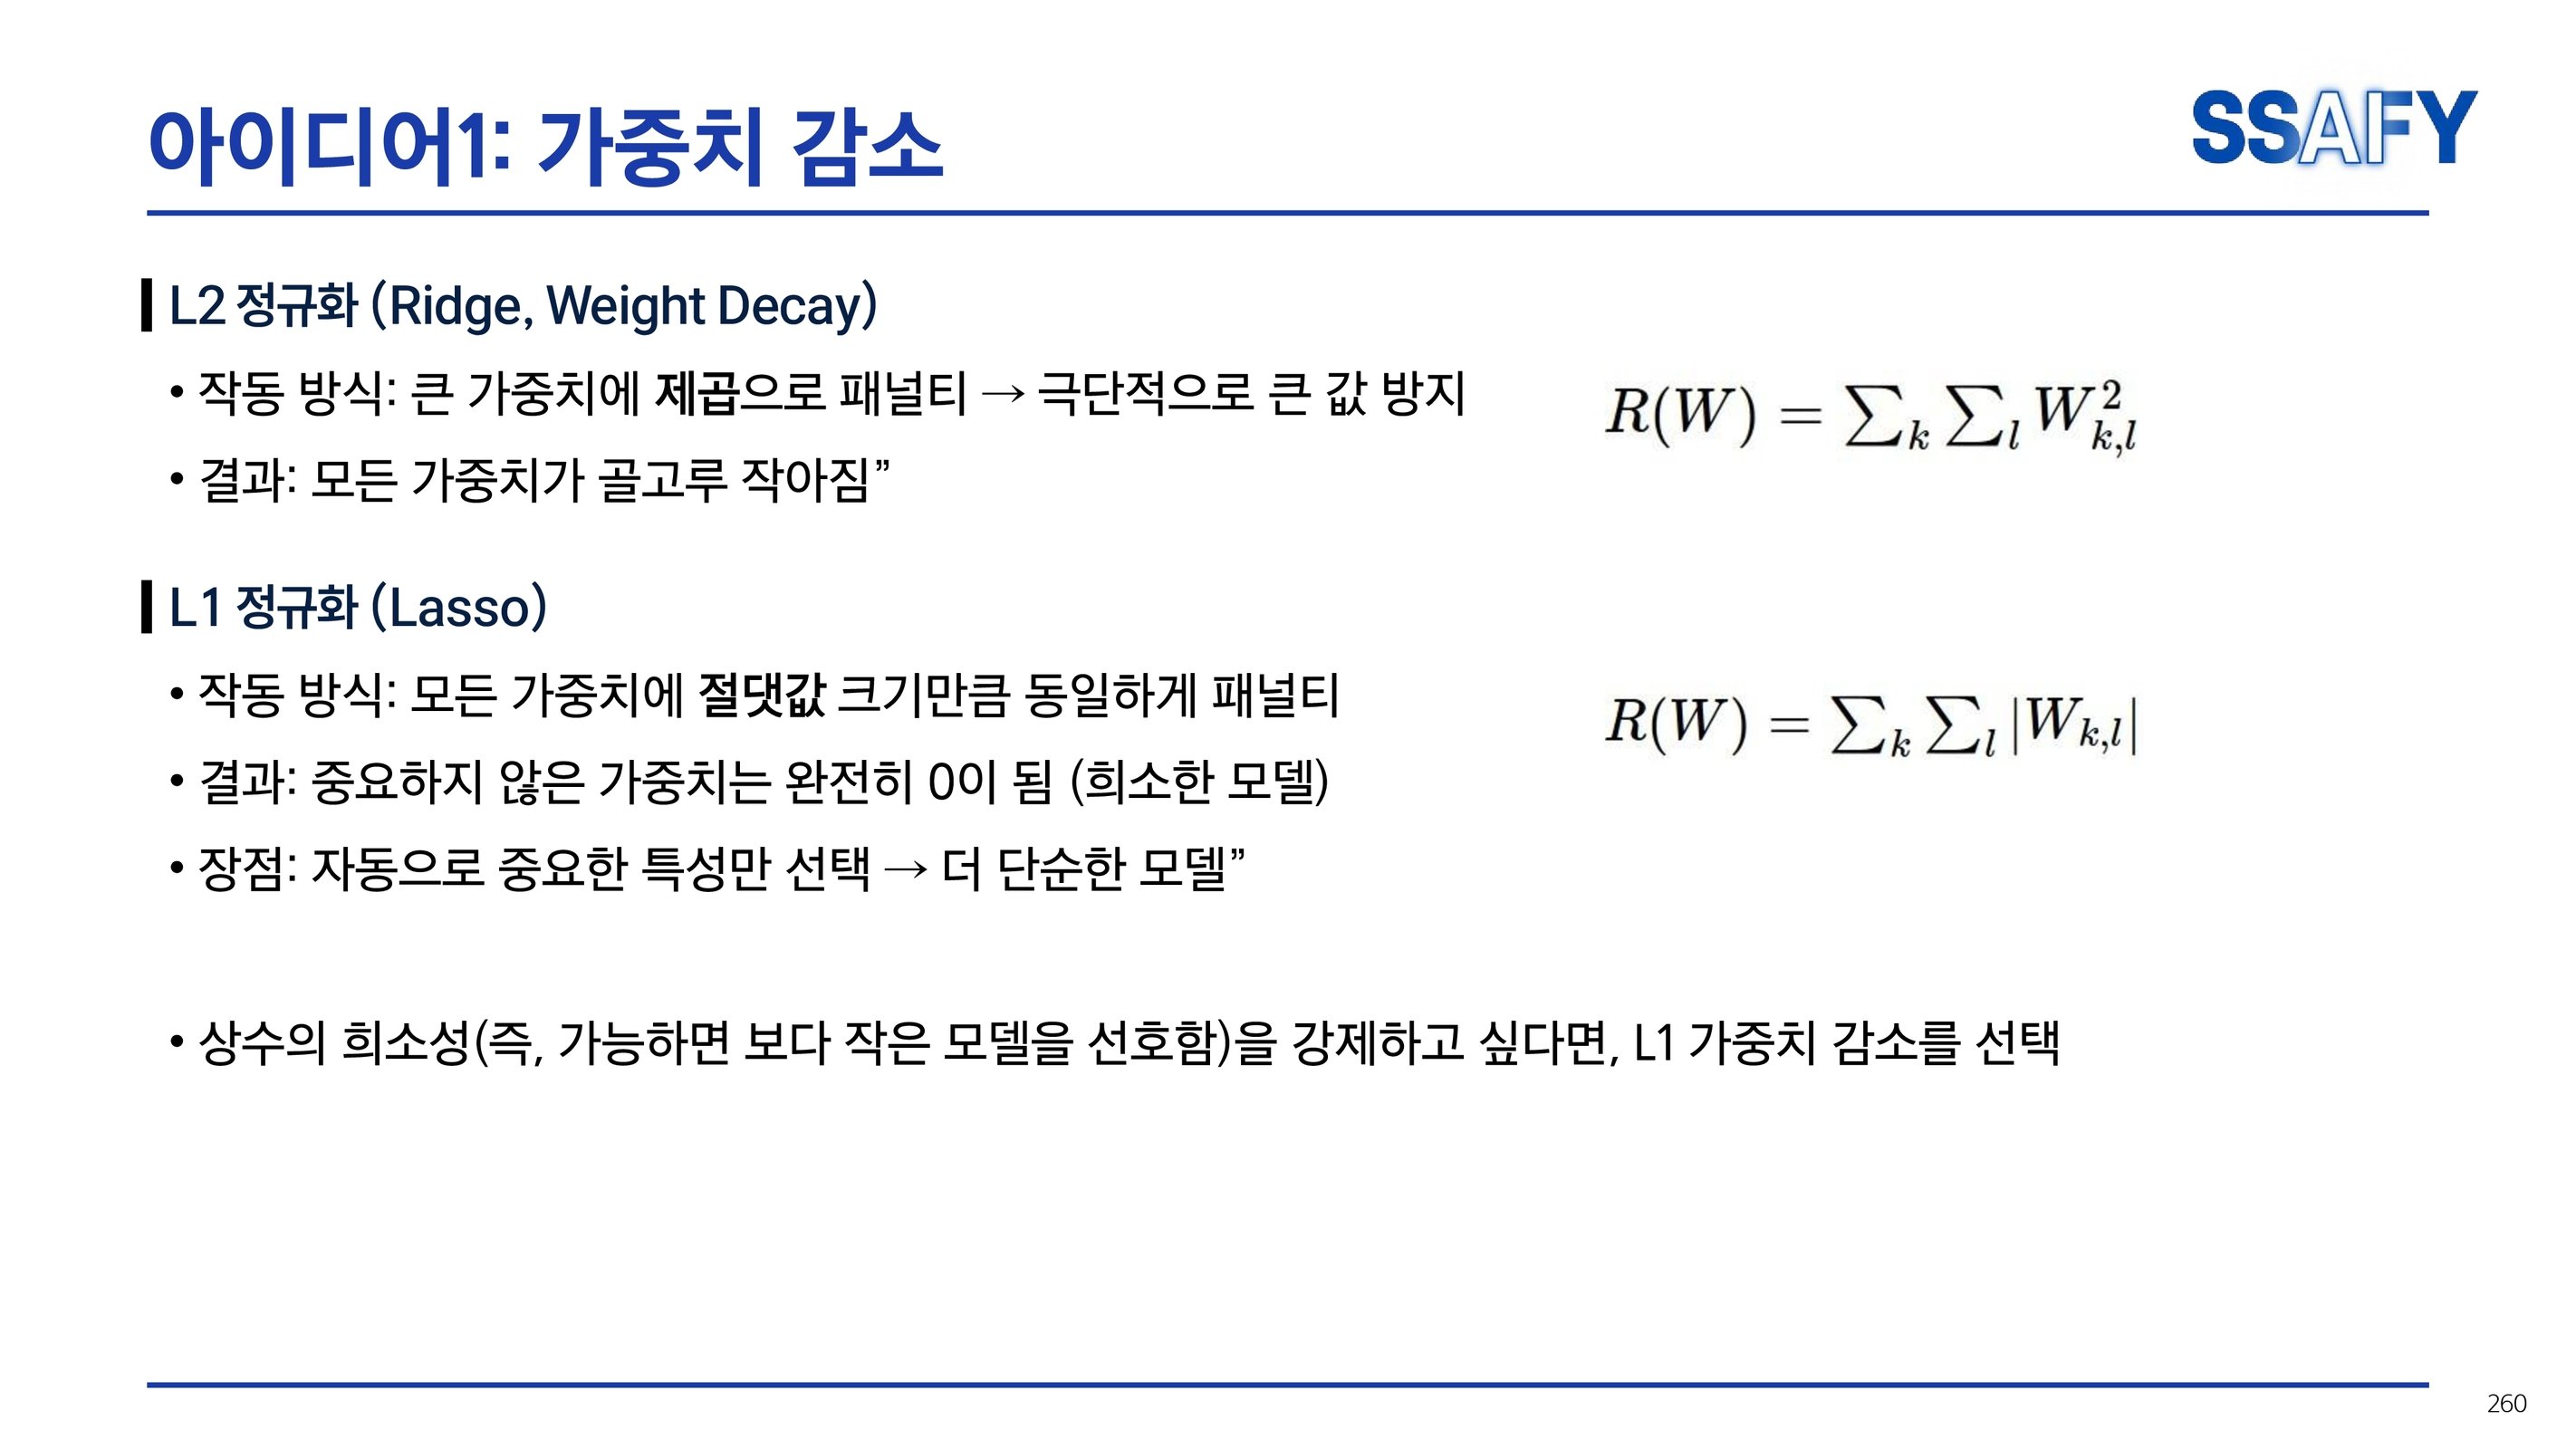 아이디어1: 가중치 감소
SSAFY
L2 정규화 (Ridge, Weight Decay)
• 작동 방식: 큰 가중치에 제곱으로 패널티 → 극단적으로 큰 값 방지
R(W) = ∑_k ∑_l W_{k,l}^2
• 결과: 모든 가중치가 골고루 작아짐”
L1 정규화 (Lasso)
• 작동 방식: 모든 가중치에 절댓값 크기만큼 동일하게 패널티
R(W) = ∑_k ∑_l |W_{k,l}|
• 결과: 중요하지 않은 가중치는 완전히 0이 됨 (희소한 모델)
• 장점: 자동으로 중요한 특성만 선택 → 더 단순한 모델”
• 상수의 희소성(즉, 가능하면 보다 작은 모델을 선호함)을 강제하고 싶다면, L1 가중치 감소를 선택
260